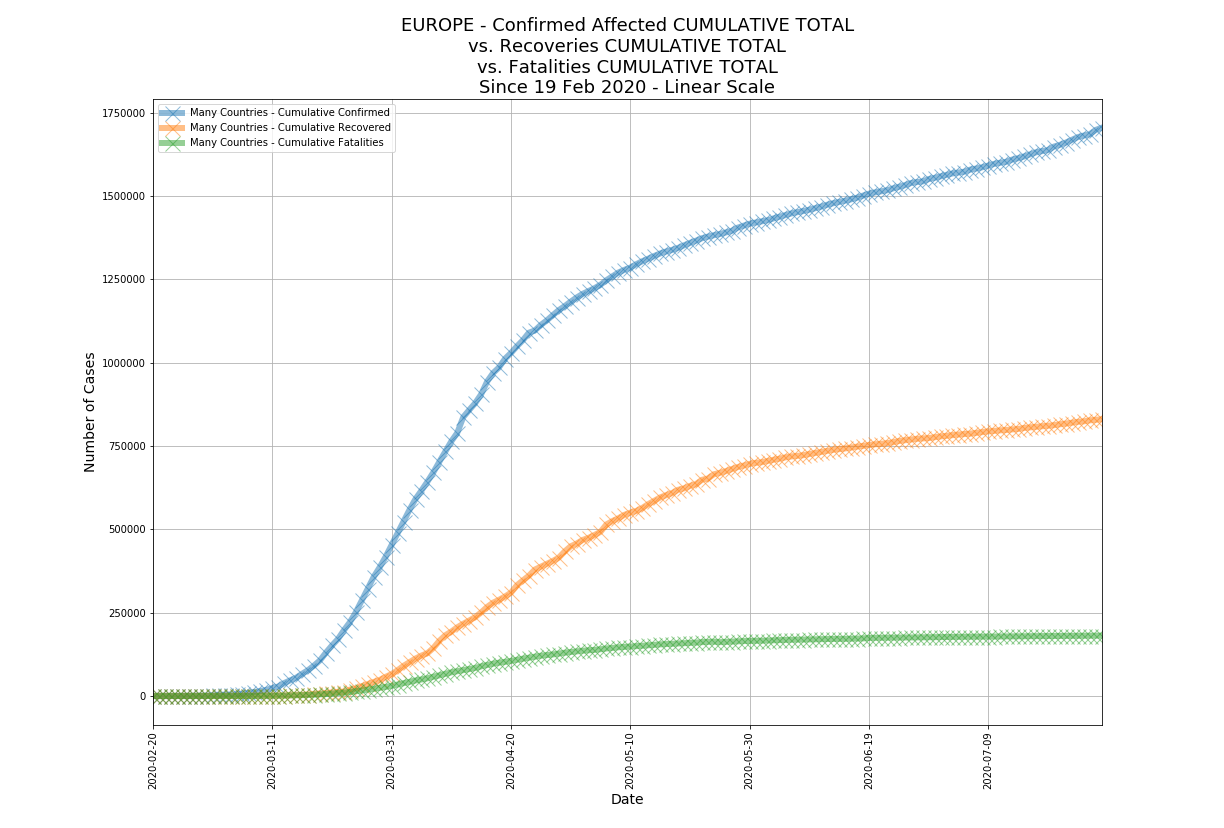 EUROPE - Confirmed Affected CUMULATIVE TOTAL
vs. Recoveries CUMULATIVE TOTAL
vs. Fatalities CUMULATIVE TOTAL
Since 19 Feb 2020 - Linear Scale
Many Countries - Cumulative Confirmed
Many Countries - Cumulative Recovered
Many Countries - Cumulative Fatalities
Number of Cases
1750000
1500000
1250000
1000000
750000
500000
250000
0
2020-02-20
2020-03-11
2020-03-31
2020-04-20
2020-05-10
2020-05-30
2020-06-19
2020-07-09
Date